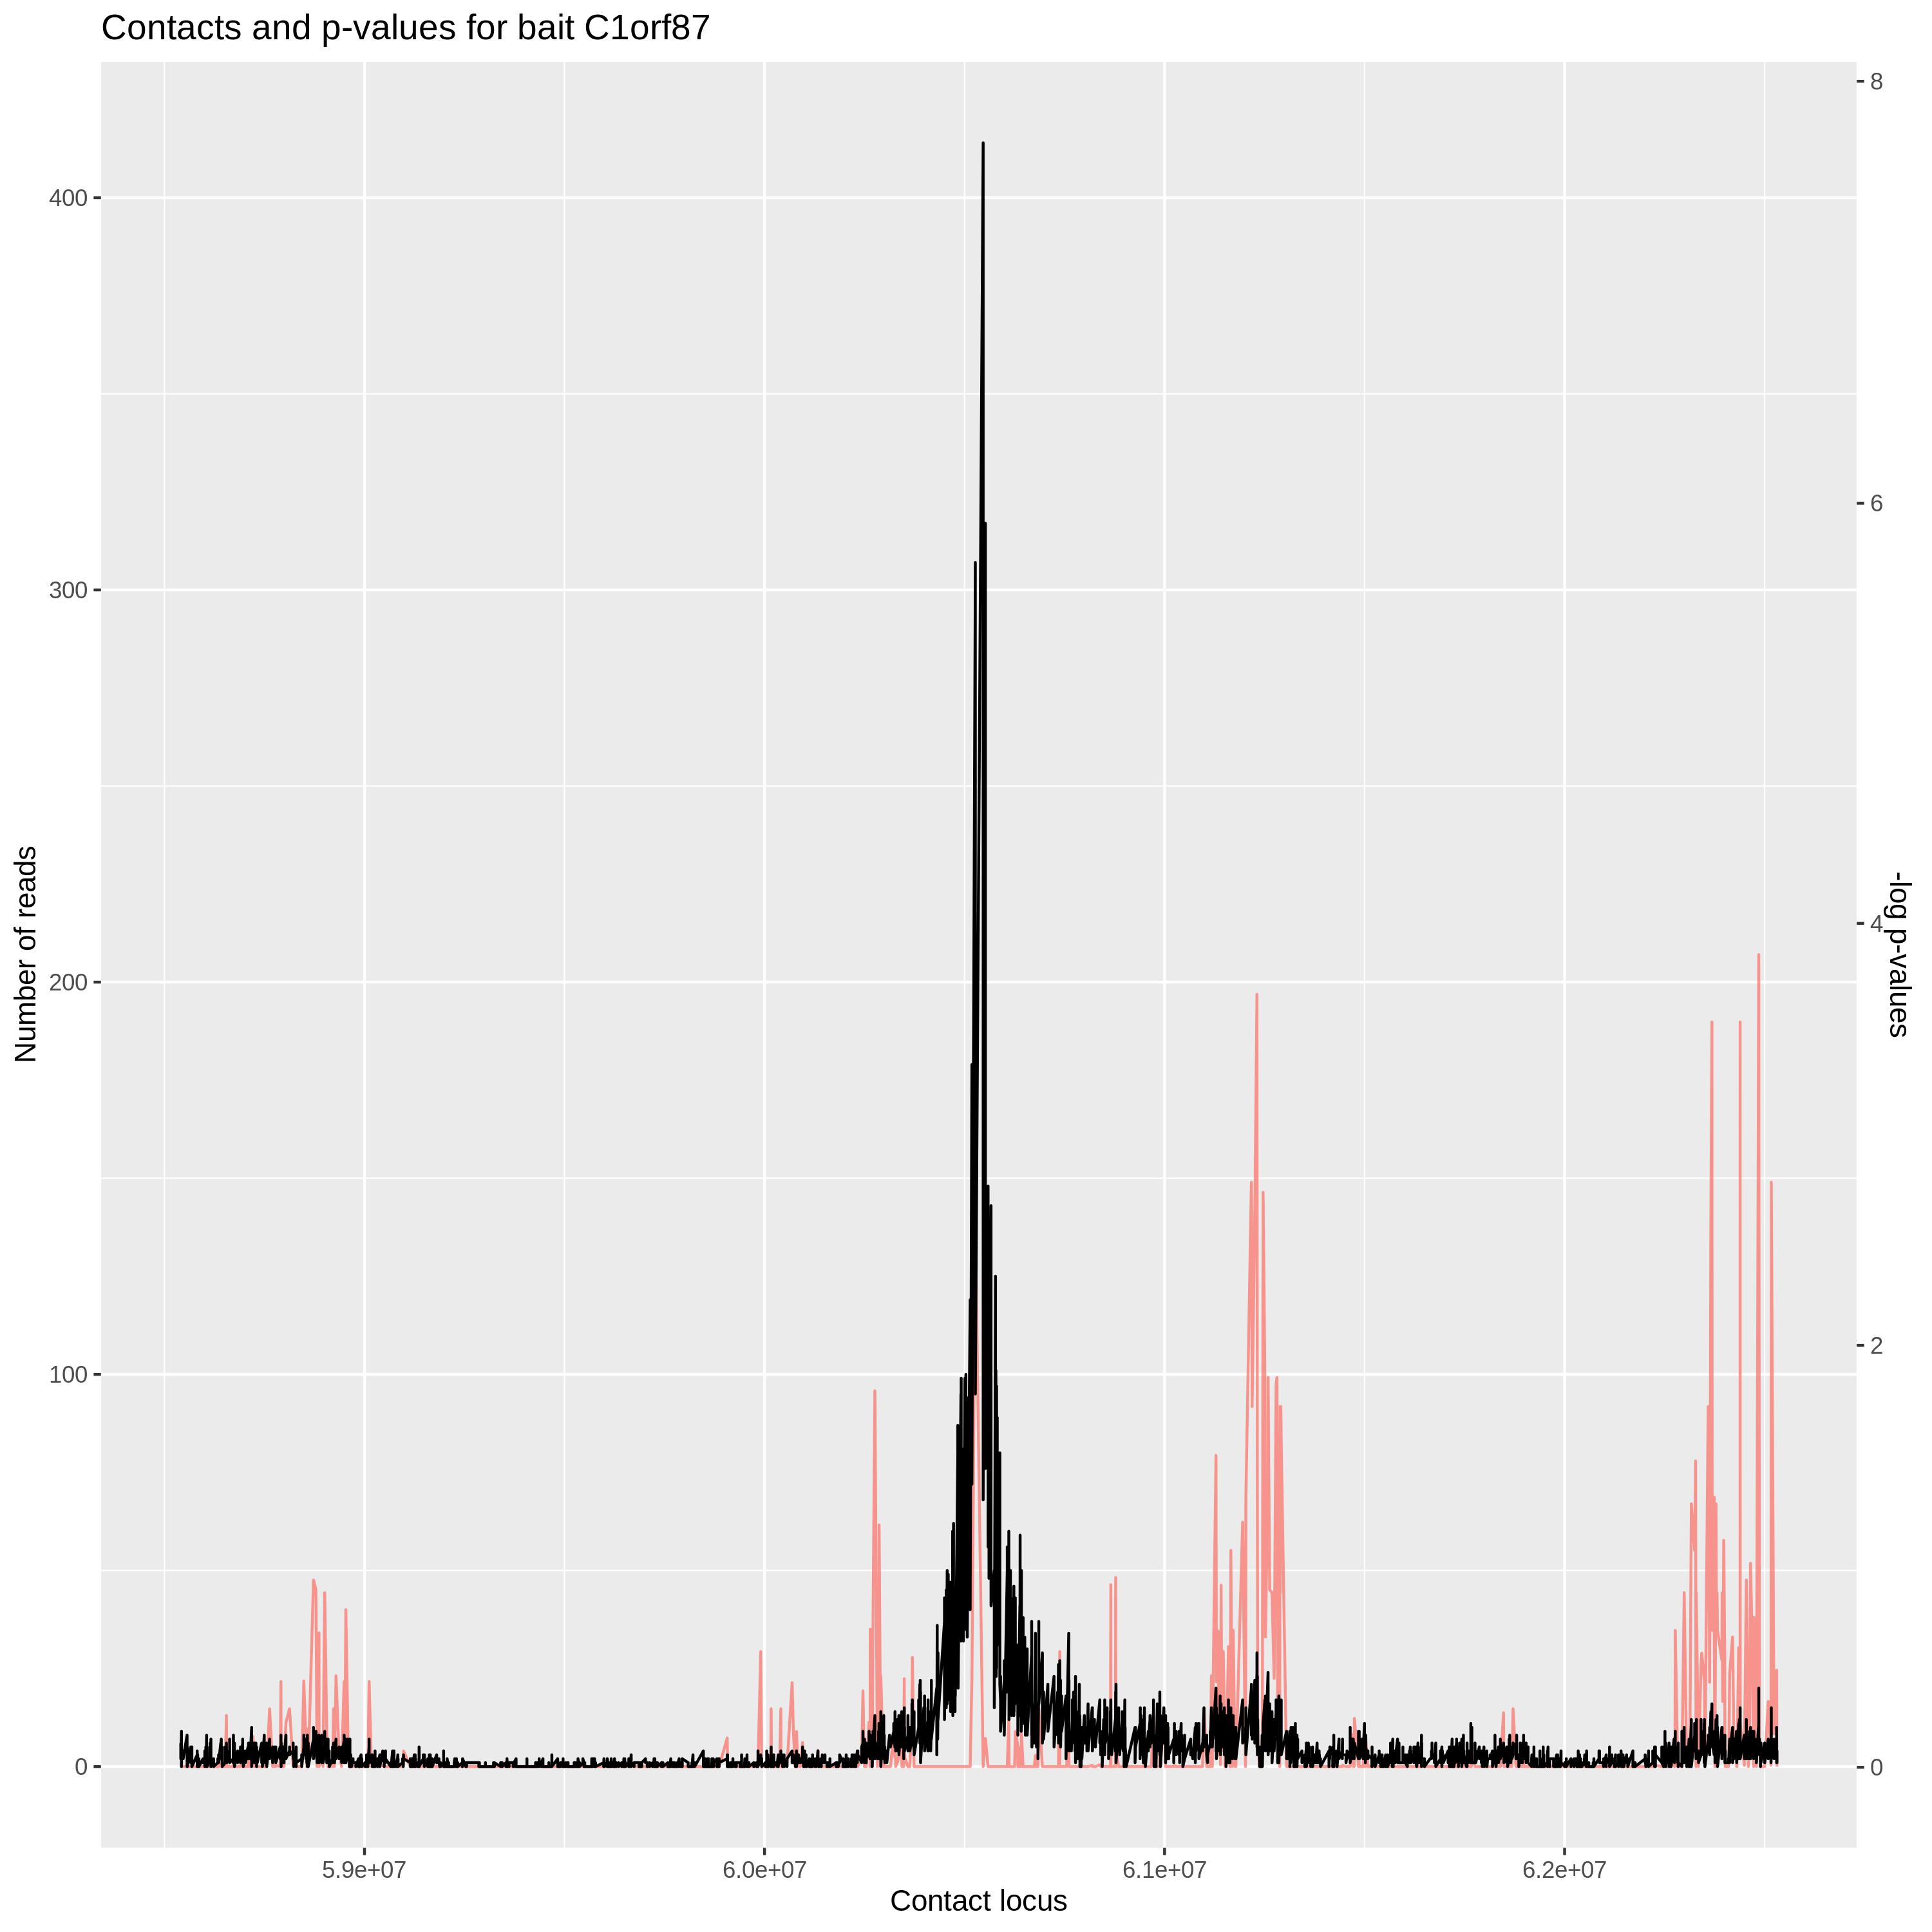 Contacts and p-values for bait C1orf87
400
300
200
100
0
Number of reads
8
6
4
2
0
-log p-values
5.9e+07
6.0e+07
6.1e+07
6.2e+07
Contact locus